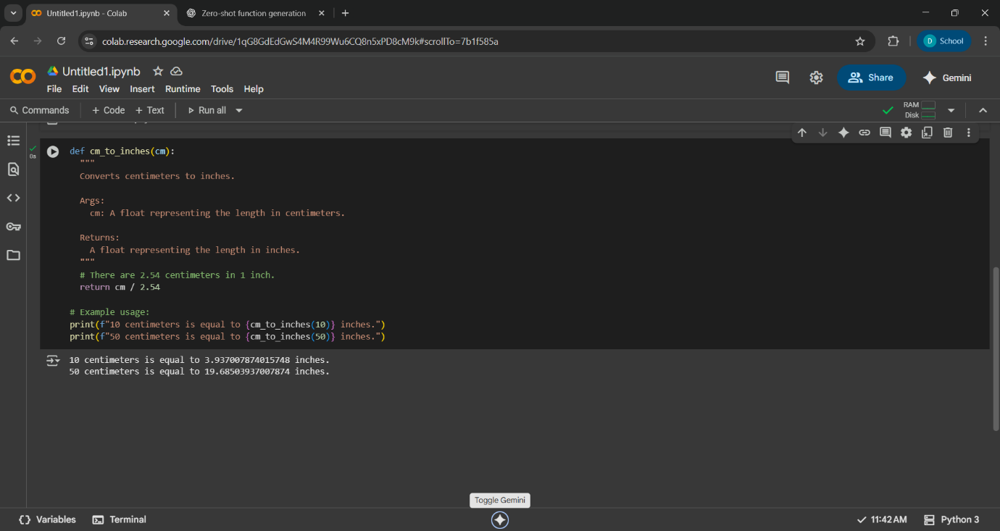 Untitled1.ipynb - Colab
Zero-shot function generation
colab.research.google.com/drive/1qG8GdEdGwS4M4R99Wu6CQ8n5xPD8cM9k#scrollTo=7b1f585a
D School
Untitled1.ipynb
Share
Gemini
File Edit View Insert Runtime Tools Help
Commands + Code + Text Run all
RAM
Disk
0s
def cm_to_inches(cm):
"""
Converts centimeters to inches.
Args:
cm: A float representing the length in centimeters.
Returns:
A float representing the length in inches.
"""
# There are 2.54 centimeters in 1 inch.
return cm / 2.54
# Example usage:
print(f"10 centimeters is equal to {cm_to_inches(10)} inches.")
print(f"50 centimeters is equal to {cm_to_inches(50)} inches.")
10 centimeters is equal to 3.937007874015748 inches.
50 centimeters is equal to 19.68503937007874 inches.
Toggle Gemini
Variables Terminal
11:42 AM Python 3